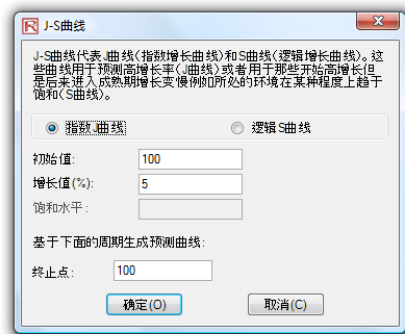 J-S曲线
J-S曲线代表J曲线(指数增长曲线)和S曲线(逻辑增长曲线)。这
些曲线用于预测高增长率(J曲线)或者用于那些开始高增长但
是后来进入成熟期增长变慢例如所处的环境在某种程度上趋于
饱和(S曲线)。
指数J曲线 逻辑S曲线
初始值: 100
增长值(%): 5
饱和水平:
基于下面的周期生成预测曲线:
终止点: 100
确定(O) 取消(C)